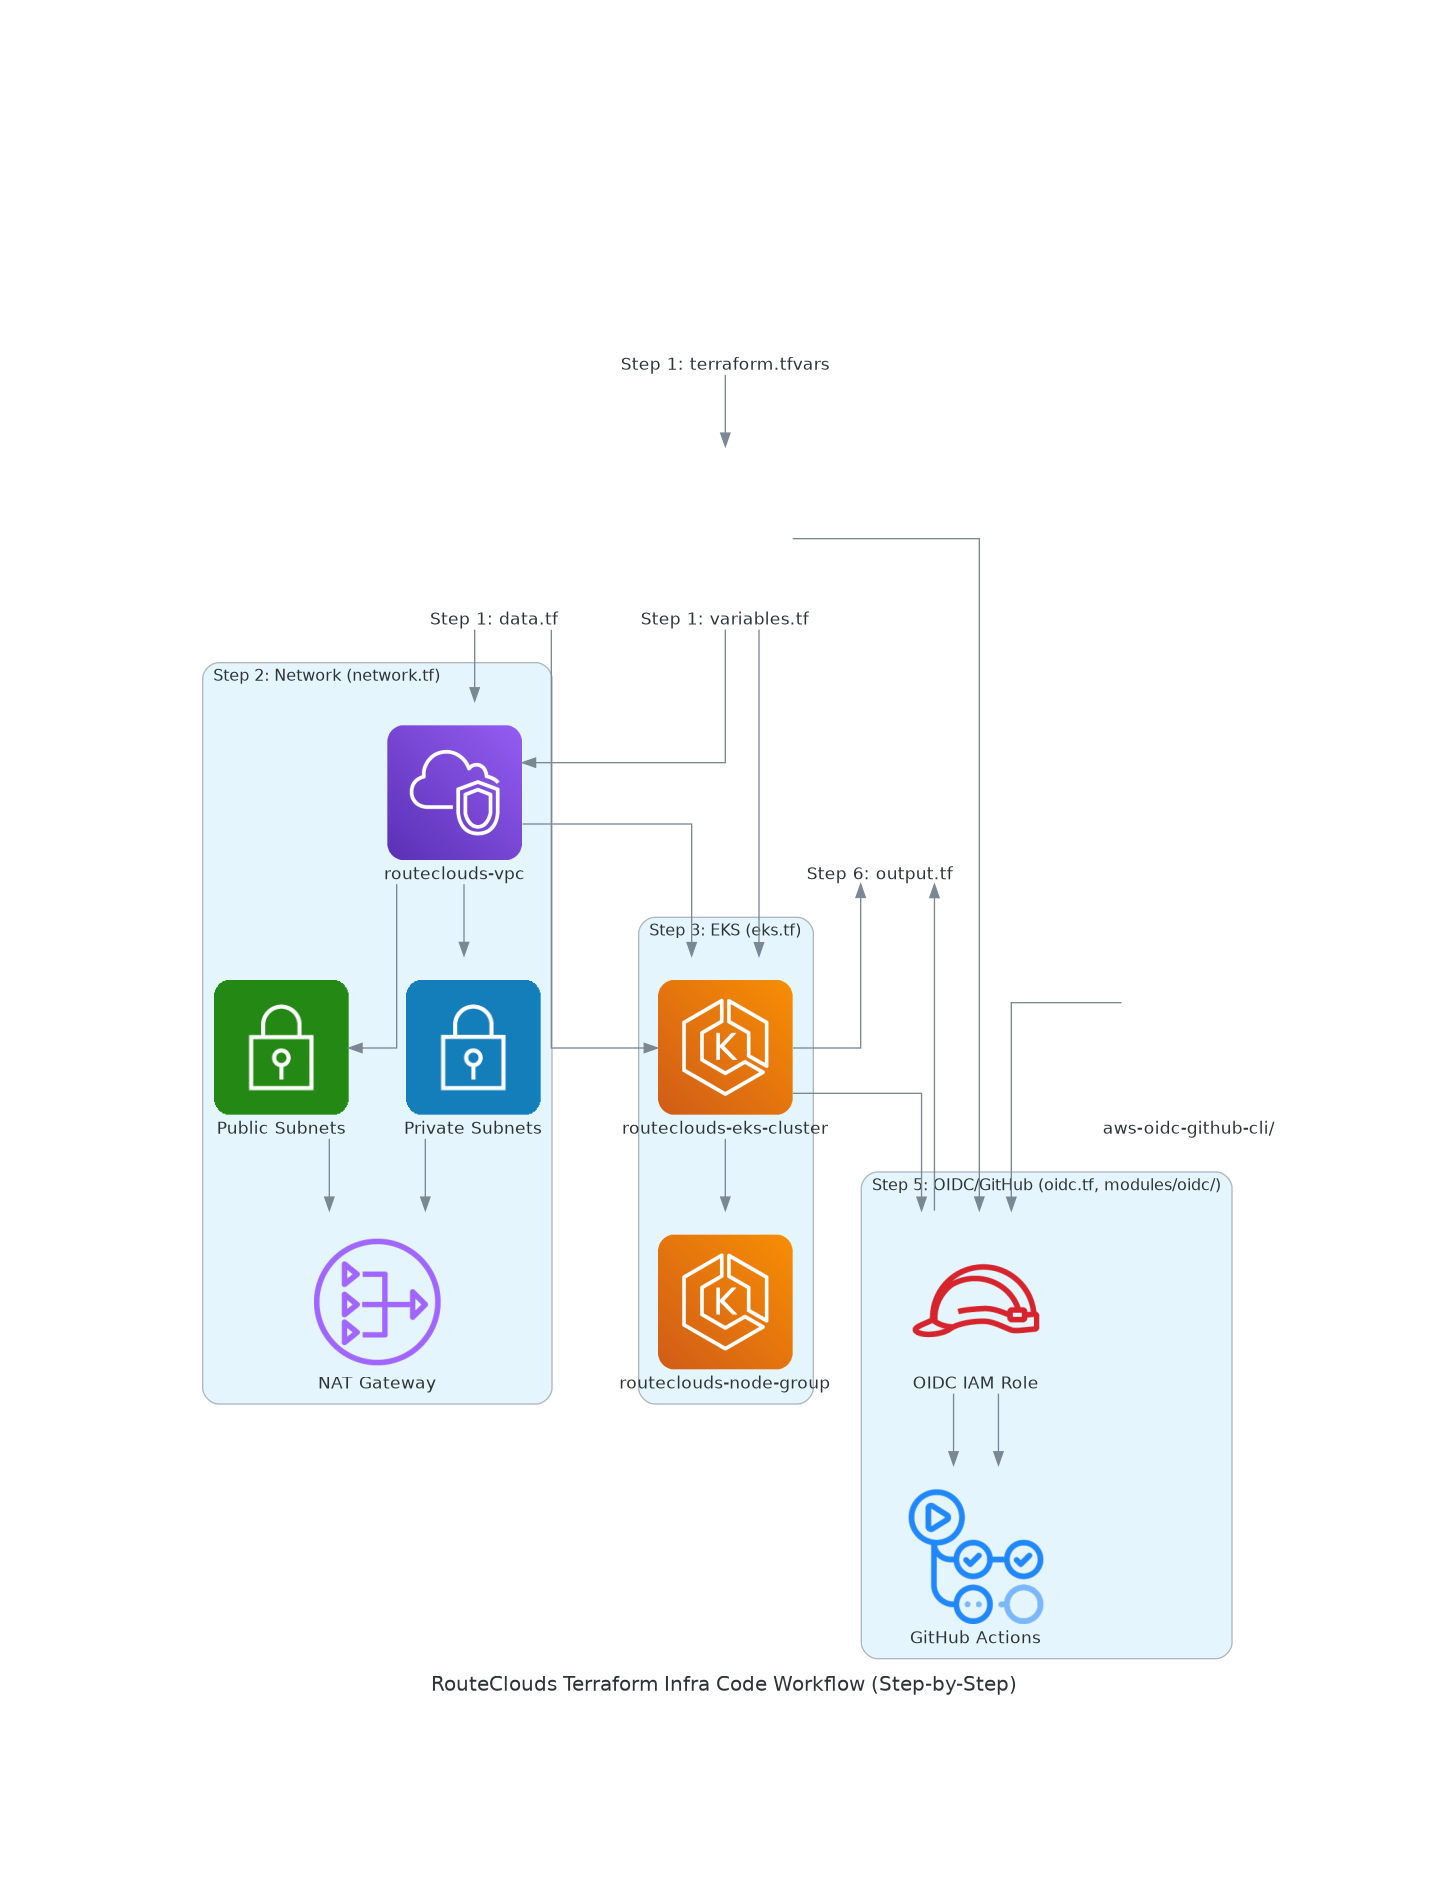 Step 1: terraform.tfvars
Step 1: data.tf
Step 1: variables.tf
Step 2: Network (network.tf)
routeclouds-vpc
Step 6: output.tf
Step 3: EKS (eks.tf)
K
Public Subnets
Private Subnets
routeclouds-eks-cluster
aws-oidc-github-cli/
Step 5: OIDC/GitHub (oidc.tf, modules/oidc/)
K
NAT Gateway
routeclouds-node-group
OIDC IAM Role
GitHub Actions
RouteClouds Terraform Infra Code Workflow (Step-by-Step)